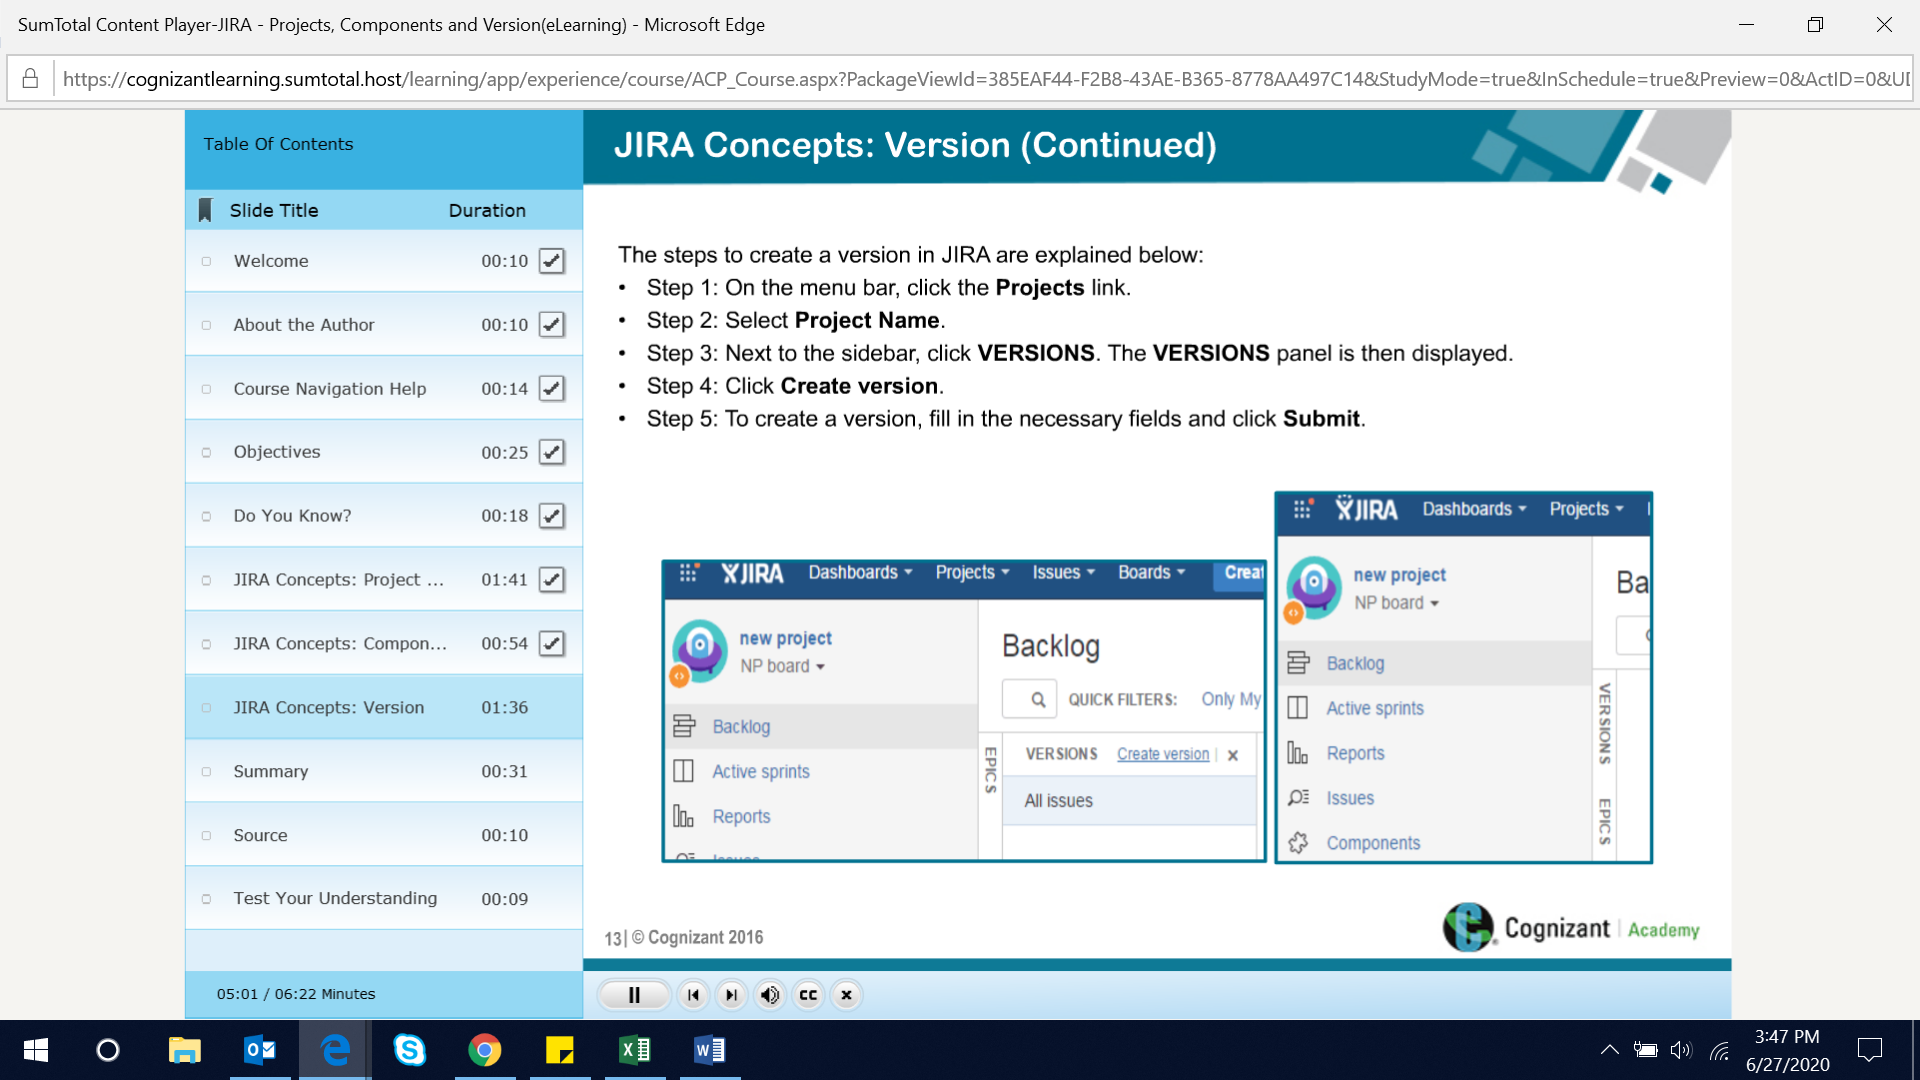 SumTotal Content Player-JIRA - Projects, Components and Version(eLearning) - Microsoft Edge
https://cognizantlearning.sumtotal.host/learning/app/experience/course/ACP_Course.aspx?PackageViewId=385EAF44-F2B8-43AE-B365-8778AA497C14&StudyMode=true&InSchedule=true&Preview=0&ActID=0&UI
Table Of Contents
Slide Title Duration
Welcome 00:10
About the Author 00:10
Course Navigation Help 00:14
Objectives 00:25
Do You Know? 00:18
JIRA Concepts: Project ... 01:41
JIRA Concepts: Compon... 00:54
JIRA Concepts: Version 01:36
Summary 00:31
Source 00:10
Test Your Understanding 00:09
05:01 / 06:22 Minutes
JIRA Concepts: Version (Continued)
The steps to create a version in JIRA are explained below:
• Step 1: On the menu bar, click the Projects link.
• Step 2: Select Project Name.
• Step 3: Next to the sidebar, click VERSIONS. The VERSIONS panel is then displayed.
• Step 4: Click Create version.
• Step 5: To create a version, fill in the necessary fields and click Submit.
JIRA Dashboards Projects Issues Boards Crea
new project
NP board
Backlog
Active sprints
Reports
Issues
Backlog
QUICK FILTERS: Only My
EPICS
VERSIONS Create version
All issues
JIRA Dashboards Projects
new project
NP board
Backlog
Active sprints
Reports
Issues
Components
Ba
VERSIONS
EPICS
13| © Cognizant 2016
Cognizant | Academy
CC
3:47 PM
6/27/2020